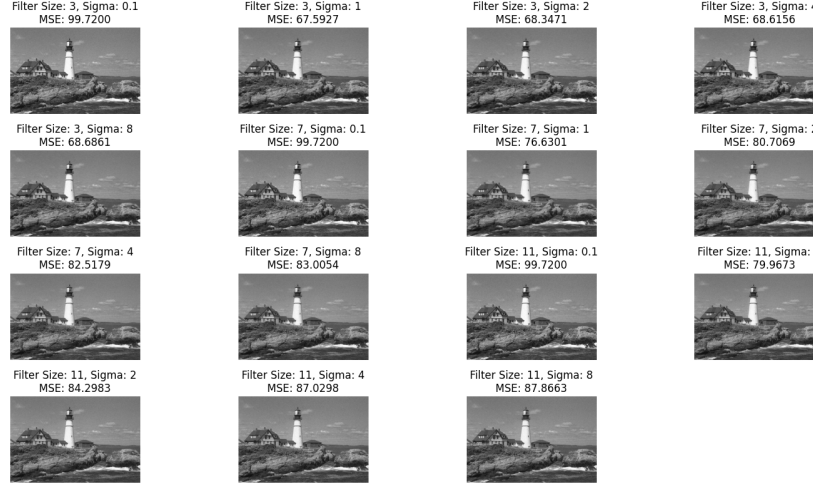 Filter Size: 3, Sigma: 0.1
MSE: 99.7200
Filter Size: 3, Sigma: 1
MSE: 67.5927
Filter Size: 3, Sigma: 2
MSE: 68.3471
Filter Size: 3, Sigma: 4
MSE: 68.6156
Filter Size: 3, Sigma: 8
MSE: 68.6861
Filter Size: 7, Sigma: 0.1
MSE: 99.7200
Filter Size: 7, Sigma: 1
MSE: 76.6301
Filter Size: 7, Sigma: 2
MSE: 80.7069
Filter Size: 7, Sigma: 4
MSE: 82.5179
Filter Size: 7, Sigma: 8
MSE: 83.0054
Filter Size: 11, Sigma: 0.1
MSE: 99.7200
Filter Size: 11, Sigma:
MSE: 79.9673
Filter Size: 11, Sigma: 2
MSE: 84.2983
Filter Size: 11, Sigma: 4
MSE: 87.0298
Filter Size: 11, Sigma: 8
MSE: 87.8663